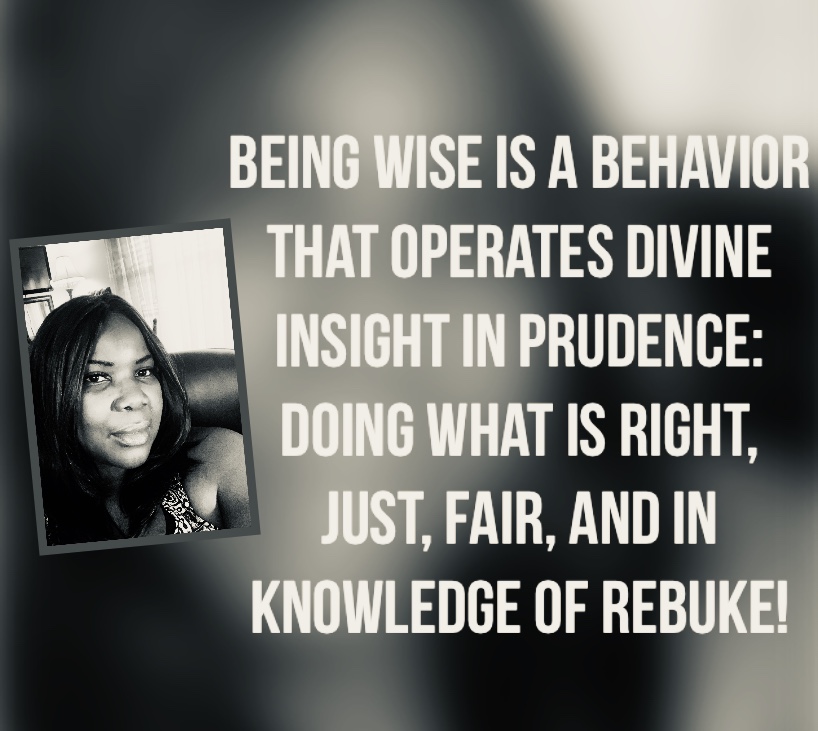 BEING WISE IS A BEHAVIOR
THAT OPERATES DIVINE
INSIGHT IN PRUDENCE:
DOING WHAT IS RIGHT,
JUST, FAIR, AND IN
KNOWLEDGE OF REBUKE!